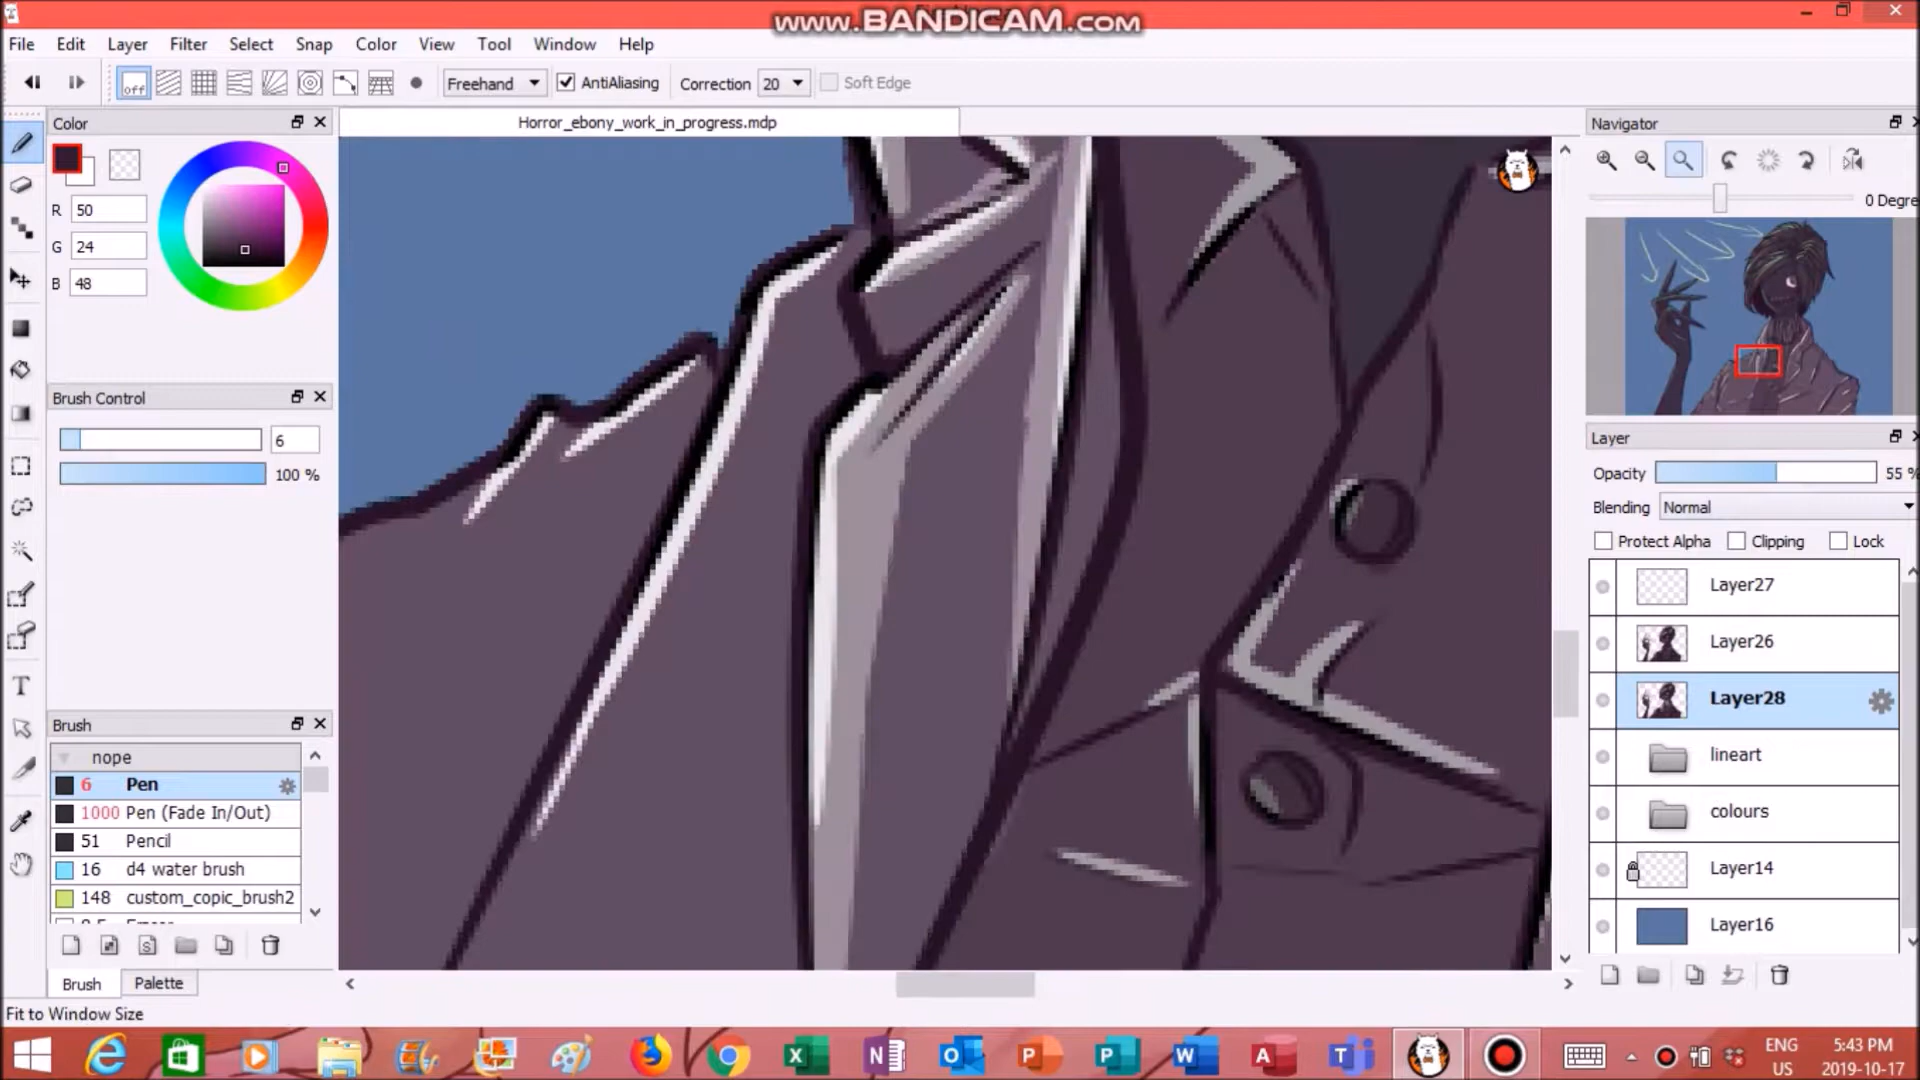 www.BANDICAM.com
File Edit Layer Filter Select Snap Color View Tool Window Help
off Freehand AntiAliasing Correction 20 Soft Edge
Color
Horror_ebony_work_in_progress.mdp
Navigator
R 50
G 24
B 48
0 Degre
Brush Control
6
100 %
Layer
Opacity 55 %
Blending Normal
Protect Alpha Clipping Lock
Layer27
Layer26
Layer28
lineart
colours
Layer14
Layer16
Brush
nope
6 Pen
1000 Pen (Fade In/Out)
51 Pencil
16 d4 water brush
148 custom_copic_brush2
Brush Palette
Fit to Window Size
ENG
US
5:43 PM
2019-10-17